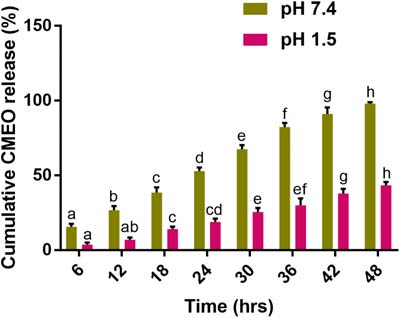 pH 7.4
pH 1.5
Cumulative CMEO release (%)
150
100
50
0
a a b ab c c d cd e e f ef g g h h
6 12 18 24 30 36 42 48
Time (hrs)